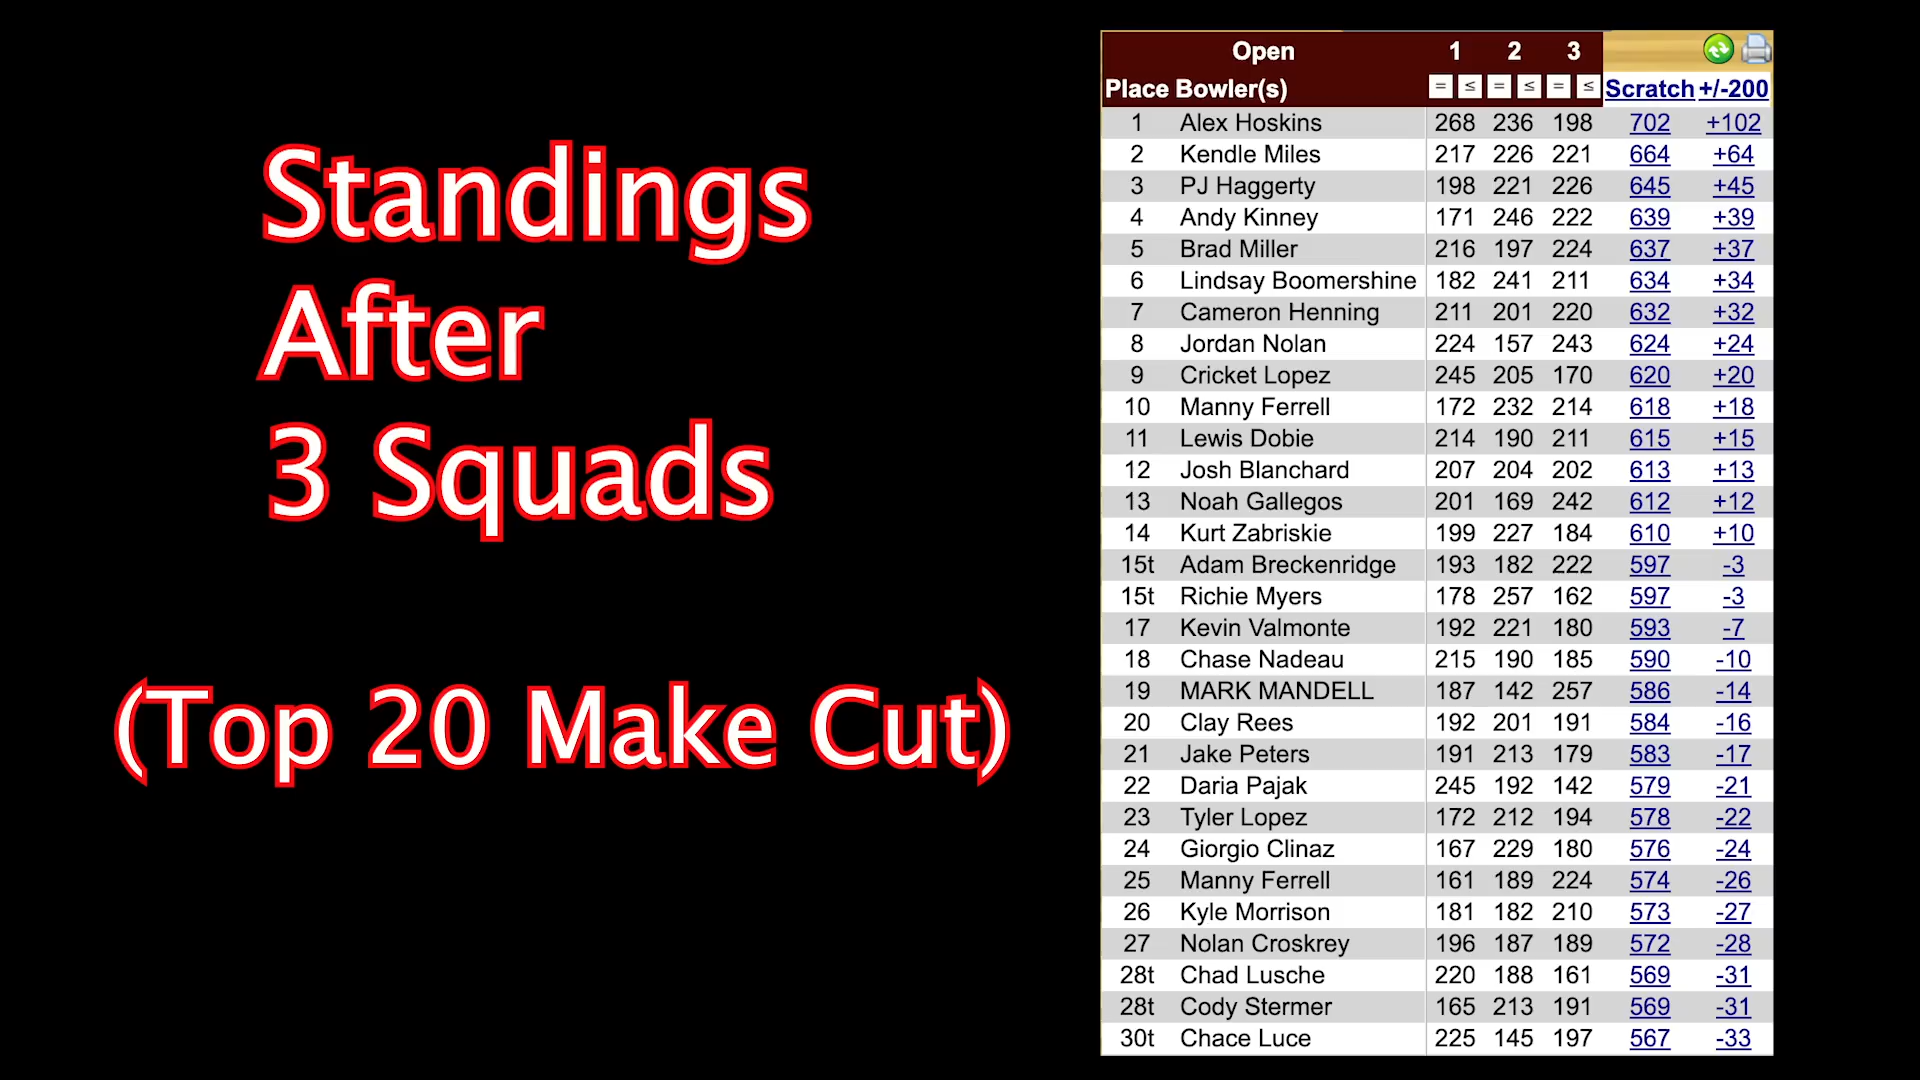 Standings
After
3 Squads
(Top 20 Make Cut)
Open 1 2 3
Place Bowler(s) = ≤ = ≤ = ≤ Scratch +/-200
1 Alex Hoskins 268 236 198 702 +102
2 Kendle Miles 217 226 221 664 +64
3 PJ Haggerty 198 221 226 645 +45
4 Andy Kinney 171 246 222 639 +39
5 Brad Miller 216 197 224 637 +37
6 Lindsay Boomershine 182 241 211 634 +34
7 Cameron Henning 211 201 220 632 +32
8 Jordan Nolan 224 157 243 624 +24
9 Cricket Lopez 245 205 170 620 +20
10 Manny Ferrell 172 232 214 618 +18
11 Lewis Dobie 214 190 211 615 +15
12 Josh Blanchard 207 204 202 613 +13
13 Noah Gallegos 201 169 242 612 +12
14 Kurt Zabriskie 199 227 184 610 +10
15t Adam Breckenridge 193 182 222 597 -3
15t Richie Myers 178 257 162 597 -3
17 Kevin Valmonte 192 221 180 593 -7
18 Chase Nadeau 215 190 185 590 -10
19 MARK MANDELL 187 142 257 586 -14
20 Clay Rees 192 201 191 584 -16
21 Jake Peters 191 213 179 583 -17
22 Daria Pajak 245 192 142 579 -21
23 Tyler Lopez 172 212 194 578 -22
24 Giorgio Clinaz 167 229 180 576 -24
25 Manny Ferrell 161 189 224 574 -26
26 Kyle Morrison 181 182 210 573 -27
27 Nolan Croskrey 196 187 189 572 -28
28t Chad Lusche 220 188 161 569 -31
28t Cody Stermer 165 213 191 569 -31
30t Chace Luce 225 145 197 567 -33